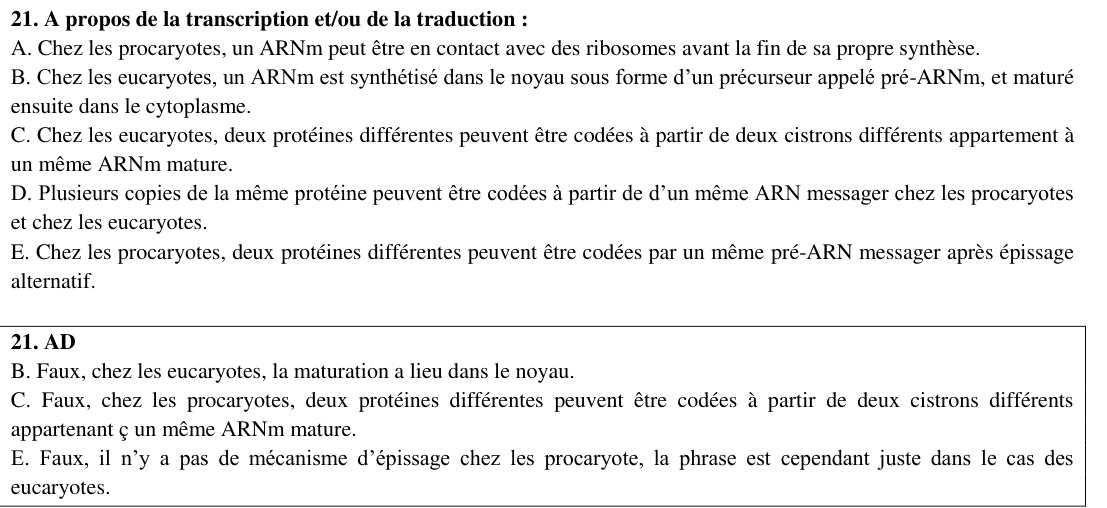 21. A propos de la transcription et/ou de la traduction :
A. Chez les procaryotes, un ARNm peut être en contact avec des ribosomes avant la fin de sa propre synthèse.
B. Chez les eucaryotes, un ARNm est synthétisé dans le noyau sous forme d'un précurseur appelé pré-ARNm, et maturé
ensuite dans le cytoplasme.
C. Chez les eucaryotes, deux protéines différentes peuvent être codées à partir de deux cistrons différents appartement à
un même ARNm mature.
D. Plusieurs copies de la même protéine peuvent être codées à partir de d'un même ARN messager chez les procaryotes
et chez les eucaryotes.
E. Chez les procaryotes, deux protéines différentes peuvent être codées par un même pré-ARN messager après épissage
alternatif.
21. AD
B. Faux, chez les eucaryotes, la maturation a lieu dans le noyau.
C. Faux, chez les procaryotes, deux protéines différentes peuvent être codées à partir de deux cistrons différents
appartenant ç un même ARNm mature.
E. Faux, il n'y a pas de mécanisme d'épissage chez les procaryote, la phrase est cependant juste dans le cas des
eucaryotes.